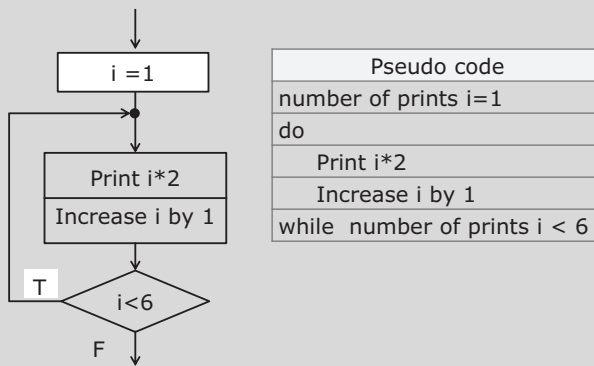 i =1
Print i*2
Increase i by 1
T
i<6
F
Pseudo code
number of prints i=1
do
Print i*2
Increase i by 1
while number of prints i < 6